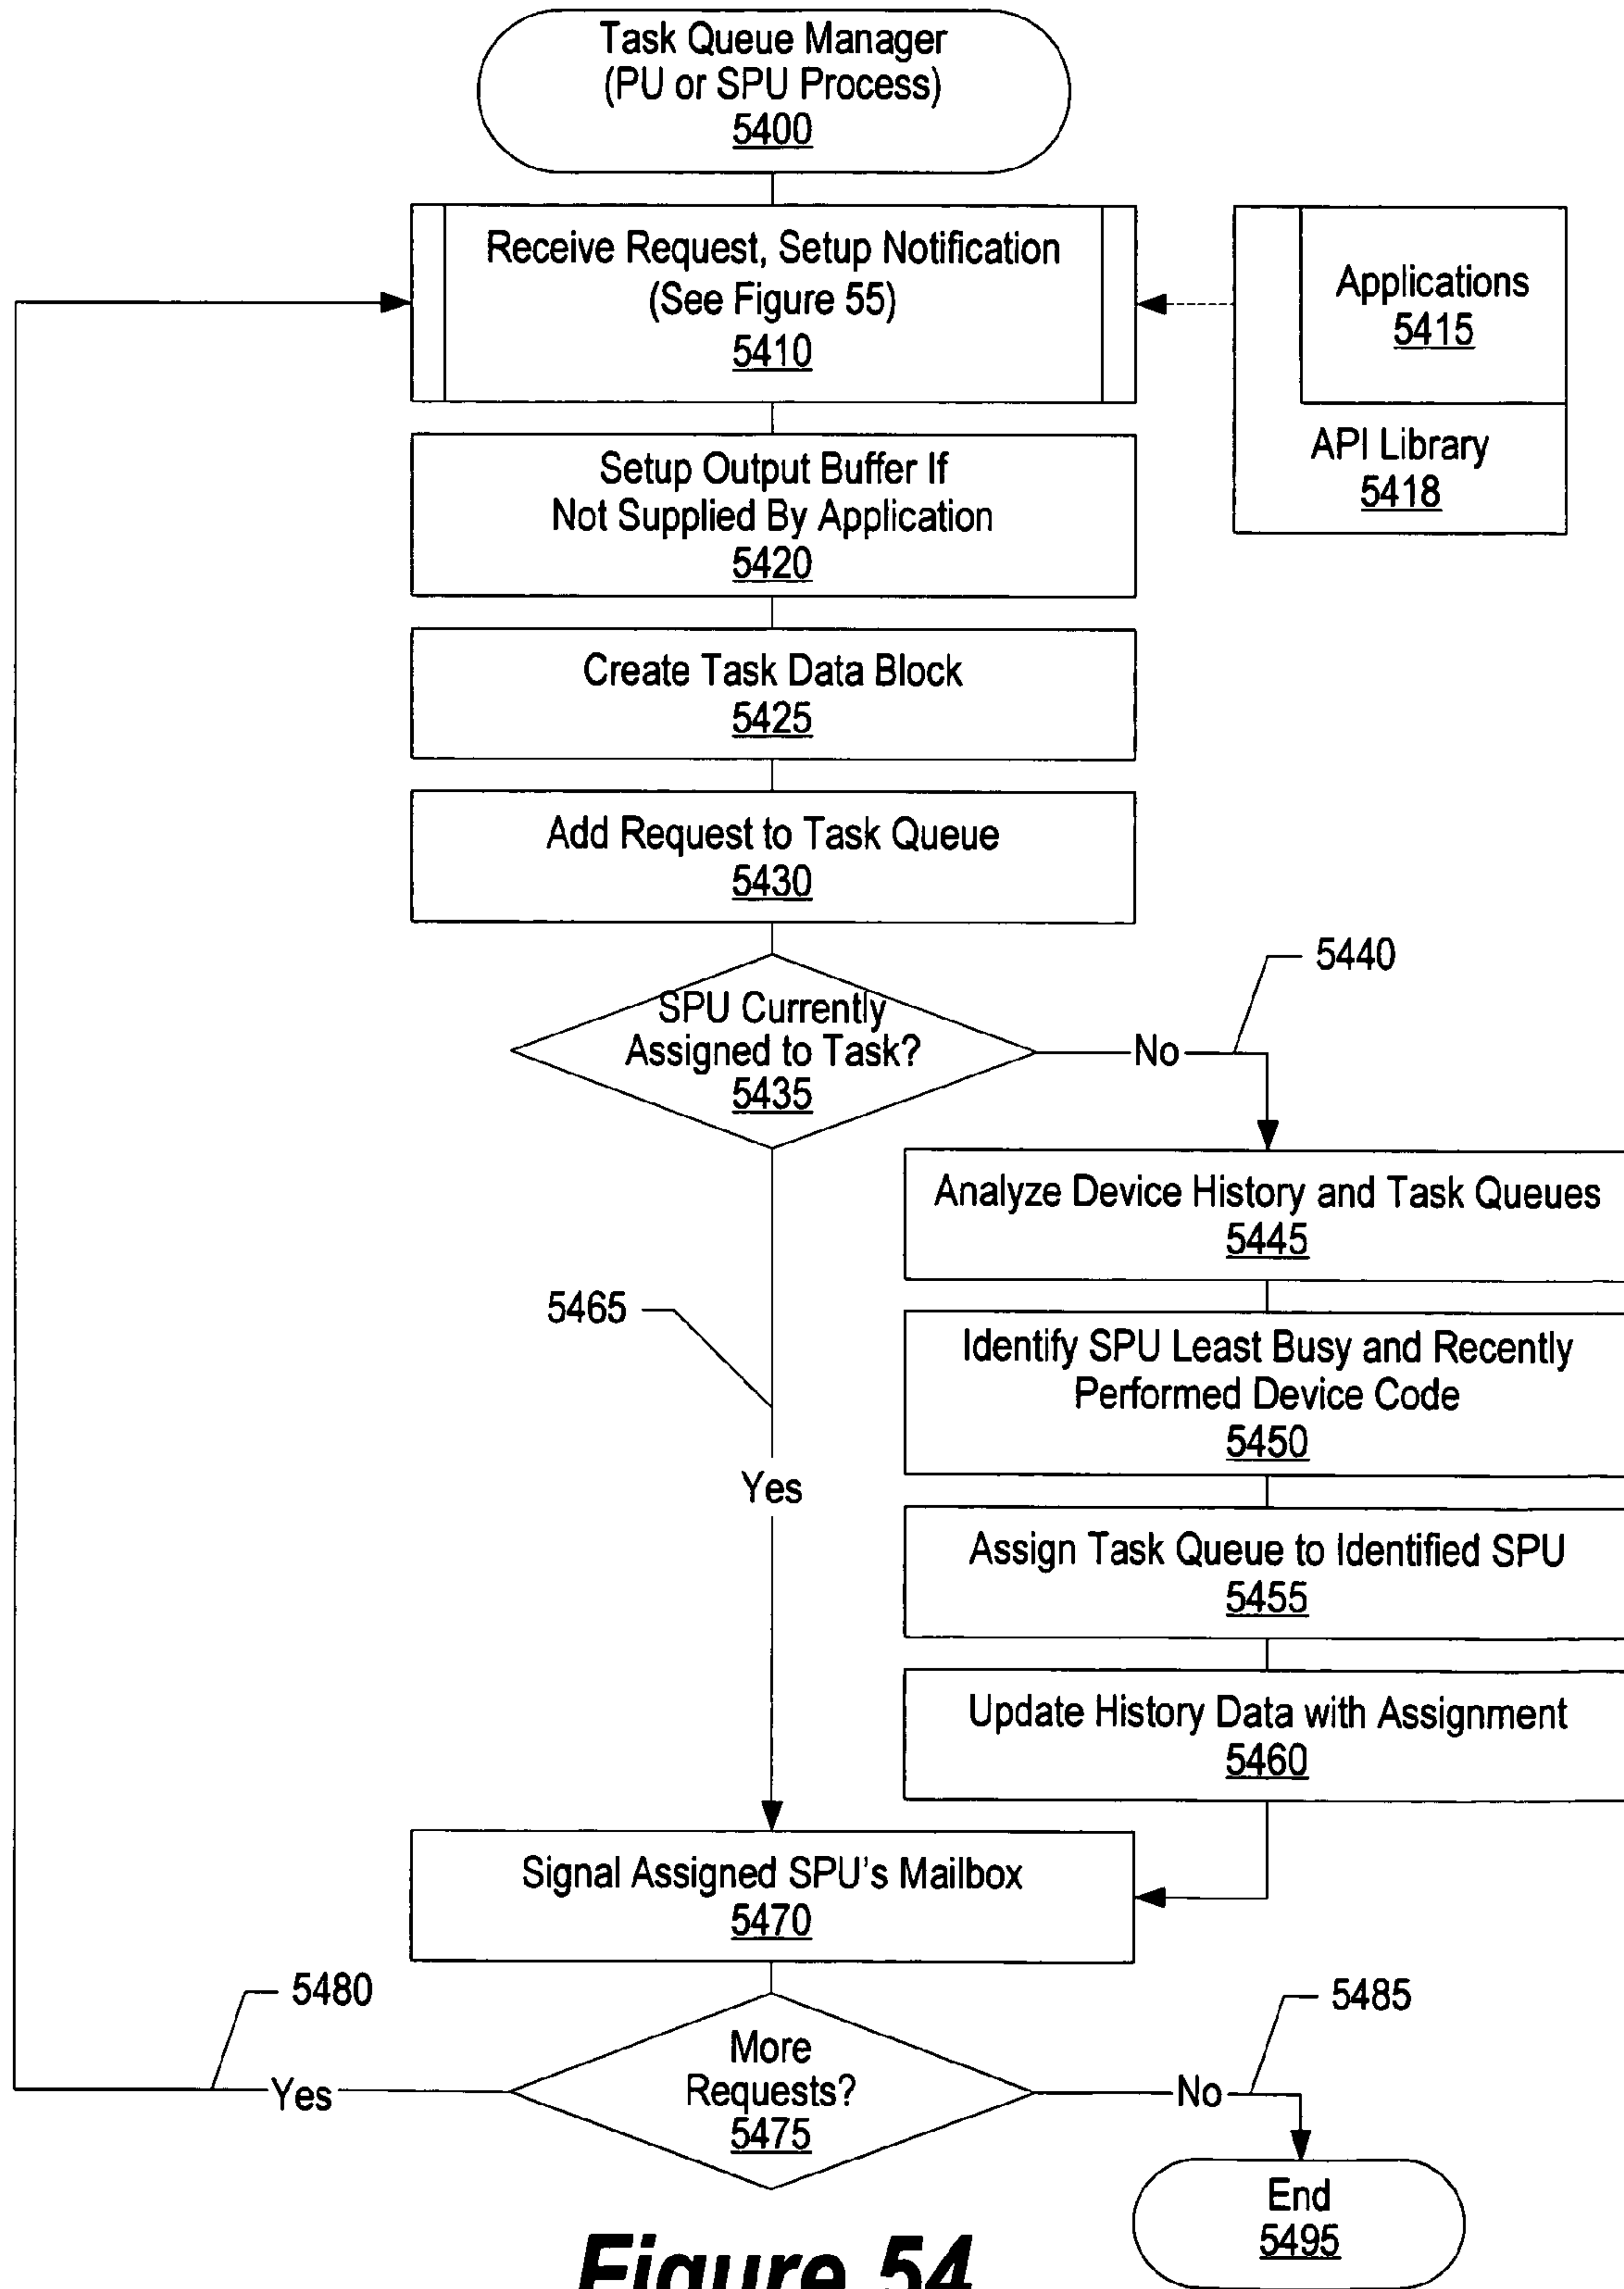 Task Queue Manager
(PU or SPU Process)
5400
Receive Request, Setup Notification
(See Figure 55)
5410
Applications
5415
API Library
5418
Setup Output Buffer If
Not Supplied By Application
5420
Create Task Data Block
5425
Add Request to Task Queue
5430
SPU Currently
Assigned to Task?
5435
No
5440
Analyze Device History and Task Queues
5445
Identify SPU Least Busy and Recently
Performed Device Code
5450
Assign Task Queue to Identified SPU
5455
Update History Data with Assignment
5460
5465
Yes
Signal Assigned SPU's Mailbox
5470
More
Requests?
5475
5480
Yes
5485
No
End
5495
Figure 54